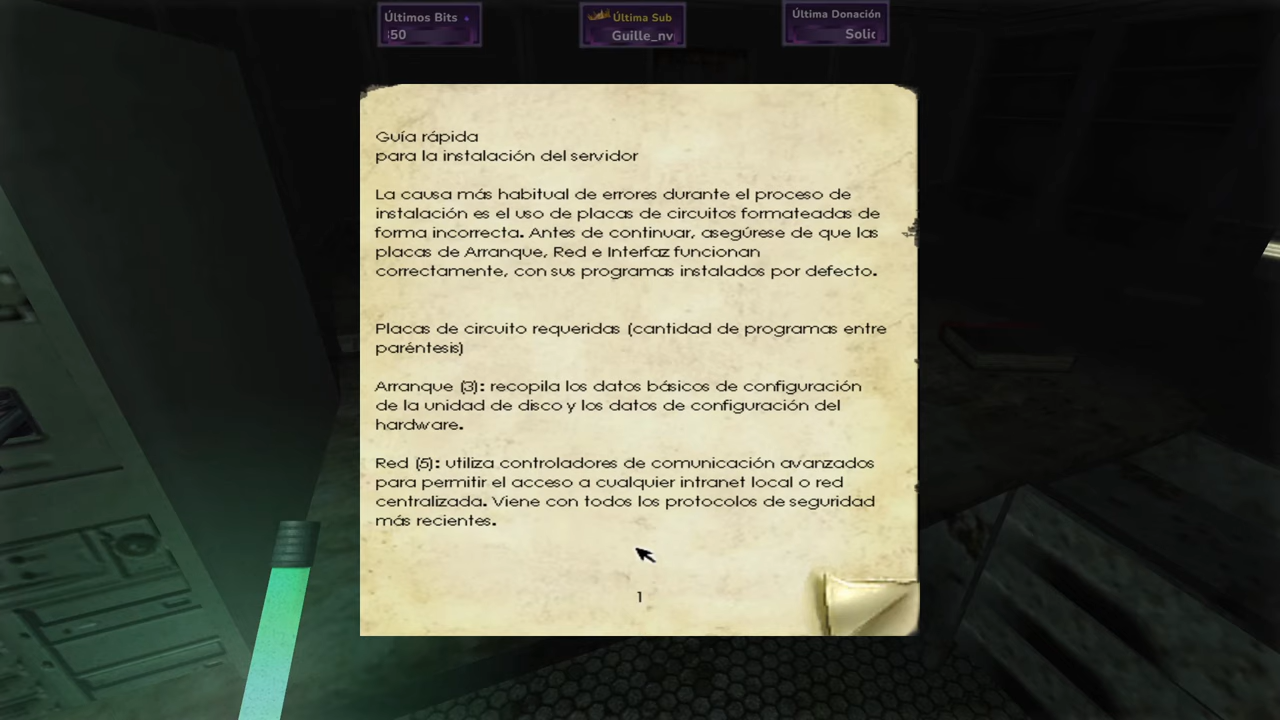 Últimos Bits
50
Última Sub
Guille_nv
Última Donación
Solic
Guía rápida
para la instalación del servidor
La causa más habitual de errores durante el proceso de
instalación es el uso de placas de circuitos formateadas de
forma incorrecta. Antes de continuar, asegúrese de que las
placas de Arranque, Red e Interfaz funcionan
correctamente, con sus programas instalados por defecto.
Placas de circuito requeridas (cantidad de programas entre
paréntesis)
Arranque (3): recopila los datos básicos de configuración
de la unidad de disco y los datos de configuración del
hardware.
Red (5): utiliza controladores de comunicación avanzados
para permitir el acceso a cualquier intranet local o red
centralizada. Viene con todos los protocolos de seguridad
más recientes.
1